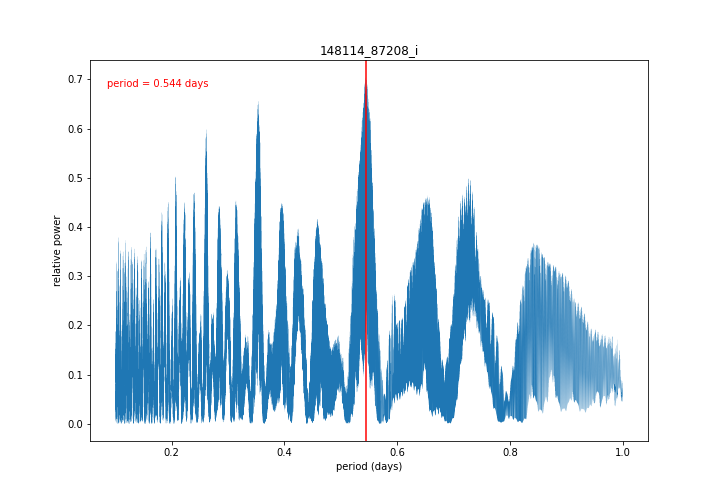 148114_87208_i
period = 0.544 days
relative power
0.7
0.6
0.5
0.4
0.3
0.2
0.1
0.0
0.2 0.4 0.6 0.8 1.0
period (days)